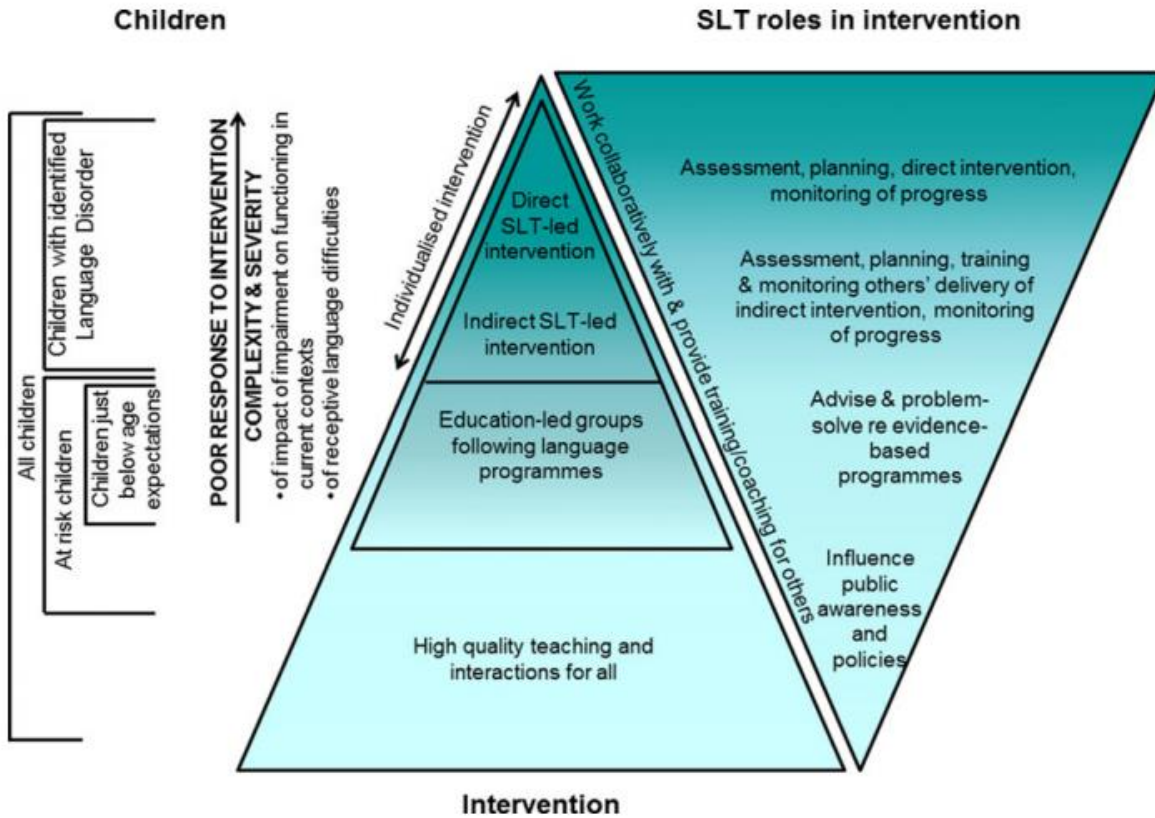 Children
SLT roles in intervention
All children
At risk children
Children with identified
Language Disorder
Children just
below age
expectations
POOR RESPONSE TO INTERVENTION
COMPLEXITY & SEVERITY
• of impact of impairment on functioning in
current contexts
• of receptive language difficulties
Individualised intervention
Direct
SLT-led
intervention
Indirect SLT-led
intervention
Education-led groups
following language
programmes
High quality teaching and
interactions for all
Intervention
Work collaboratively with & provide training/coaching for others
Assessment, planning, direct intervention,
monitoring of progress
Assessment, planning, training
& monitoring others' delivery of
indirect intervention, monitoring
of progress
Advise & problem-
solve re evidence-
based
programmes
Influence
public
awareness
and
policies